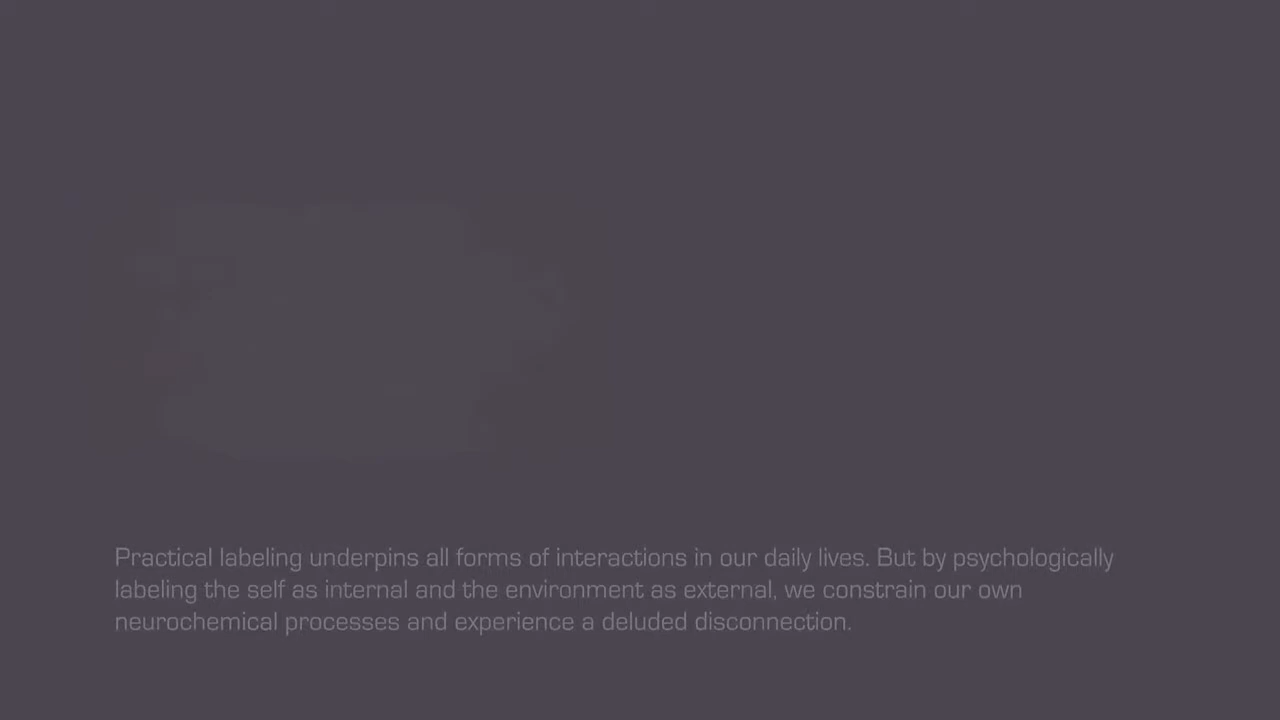 Practical labeling underpins all forms of interactions in our daily lives. But by psychologically
labeling the self as internal and the environment as external, we constrain our own
neurochemical processes and experience a deluded disconnection.